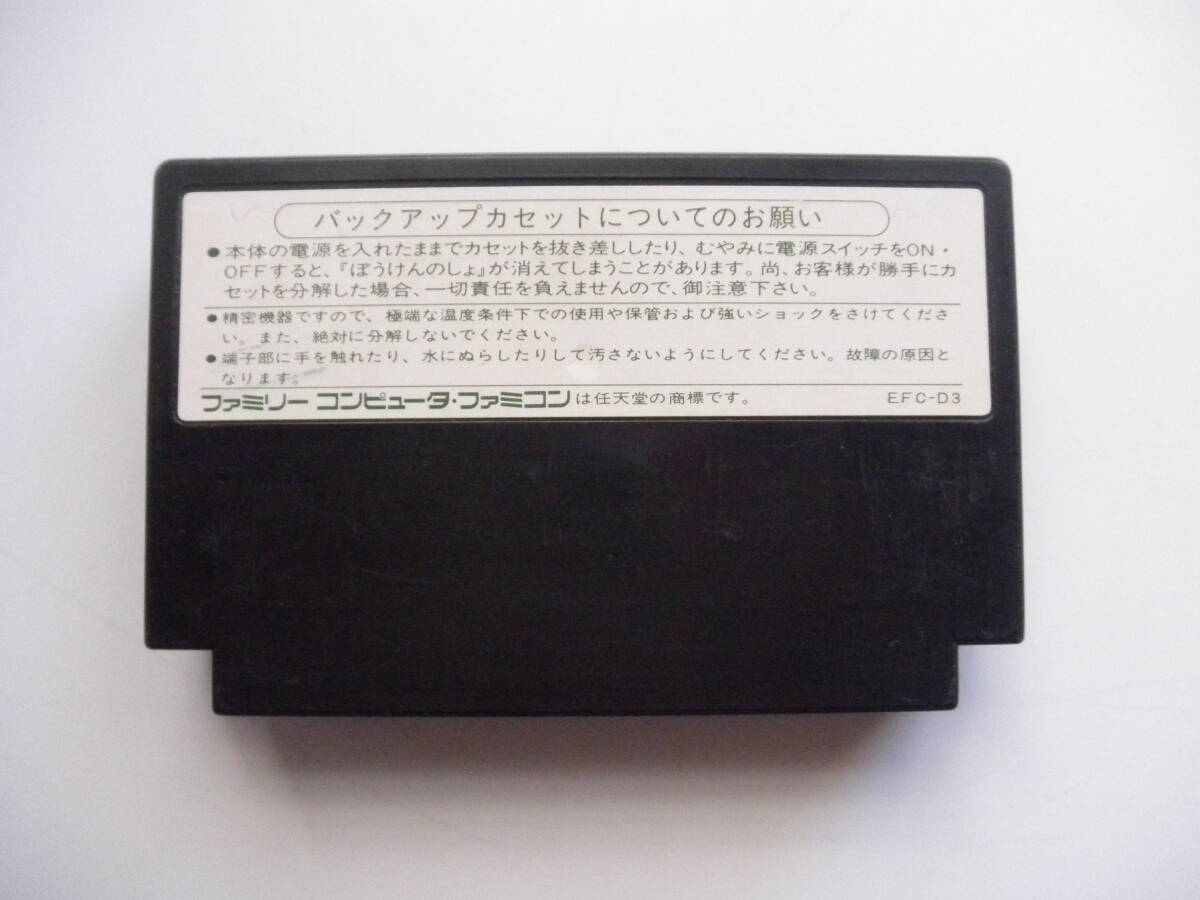 バックアップカセットについてのお願い
●本体の電源を入れたままでカセットを抜き差ししたり、むやみに電源スイッチをON・
OFFすると、『ぼうけんのしょ』が消えてしまうことがあります。尚、お客様が勝手にカ
セットを分解した場合、一切責任を負えませんので、御注意下さい。
●精密機器ですので、極端な温度条件下での使用や保管および強いショックをさけてくださ
い。また、絶対に分解しないでください。
●端子部に手を触れたり、水にぬらしたりして汚さないようにしてください。故障の原因と
なります。
ファミリー コンピュータ・ファミコンは任天堂の商標です。 EFC-D3